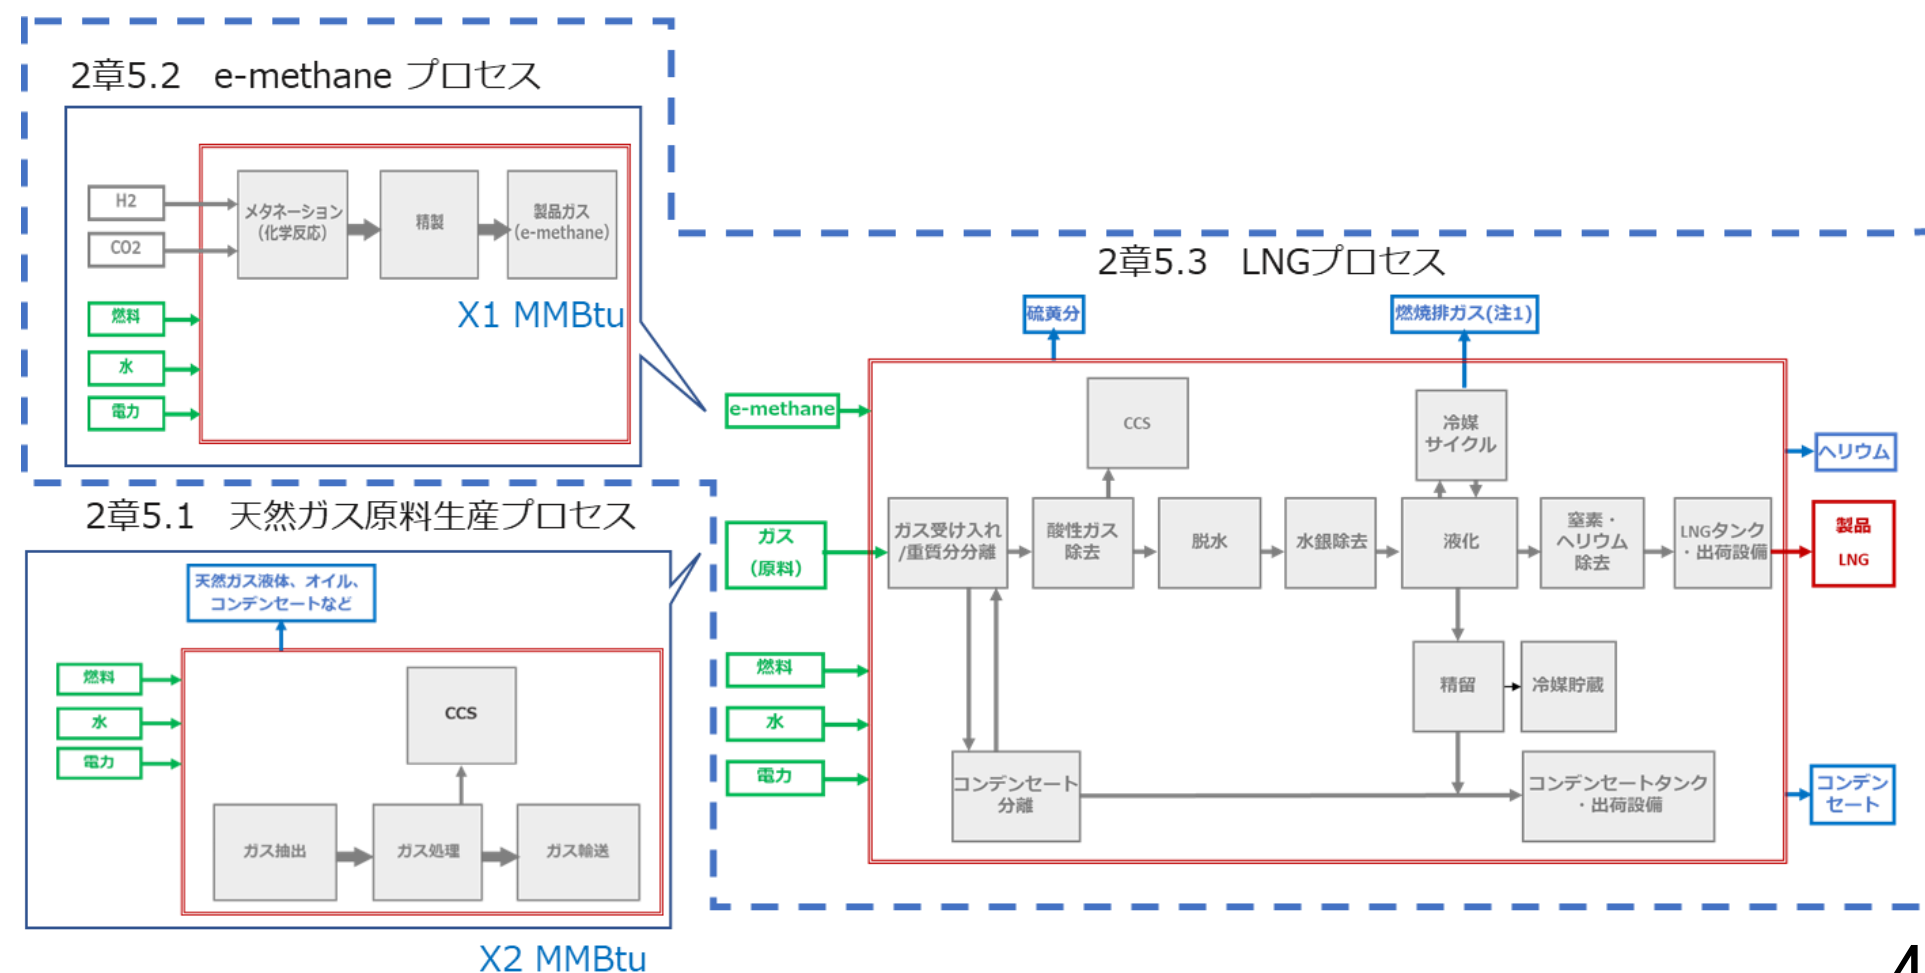 2章5.2 e-methane プロセス
H2
CO2
メタネーション
(化学反応)
精製
製品ガス
(e-methane)
燃料
水
電力
X1 MMBtu
2章5.1 天然ガス原料生産プロセス
天然ガス液体、オイル、
コンデンセートなど
燃料
水
電力
CCS
ガス抽出
ガス処理
ガス輸送
X2 MMBtu
2章5.3 LNGプロセス
硫黄分
燃焼排ガス(注1)
e-methane
ガス
(原料)
燃料
水
電力
CCS
冷媒
サイクル
ガス受け入れ
/重質分分離
酸性ガス
除去
脱水
水銀除去
液化
窒素・
ヘリウム
除去
LNGタンク
・出荷設備
精留
冷媒貯蔵
コンデンセート
分離
コンデンセートタンク
・出荷設備
ヘリウム
製品
LNG
コンデン
セート
4